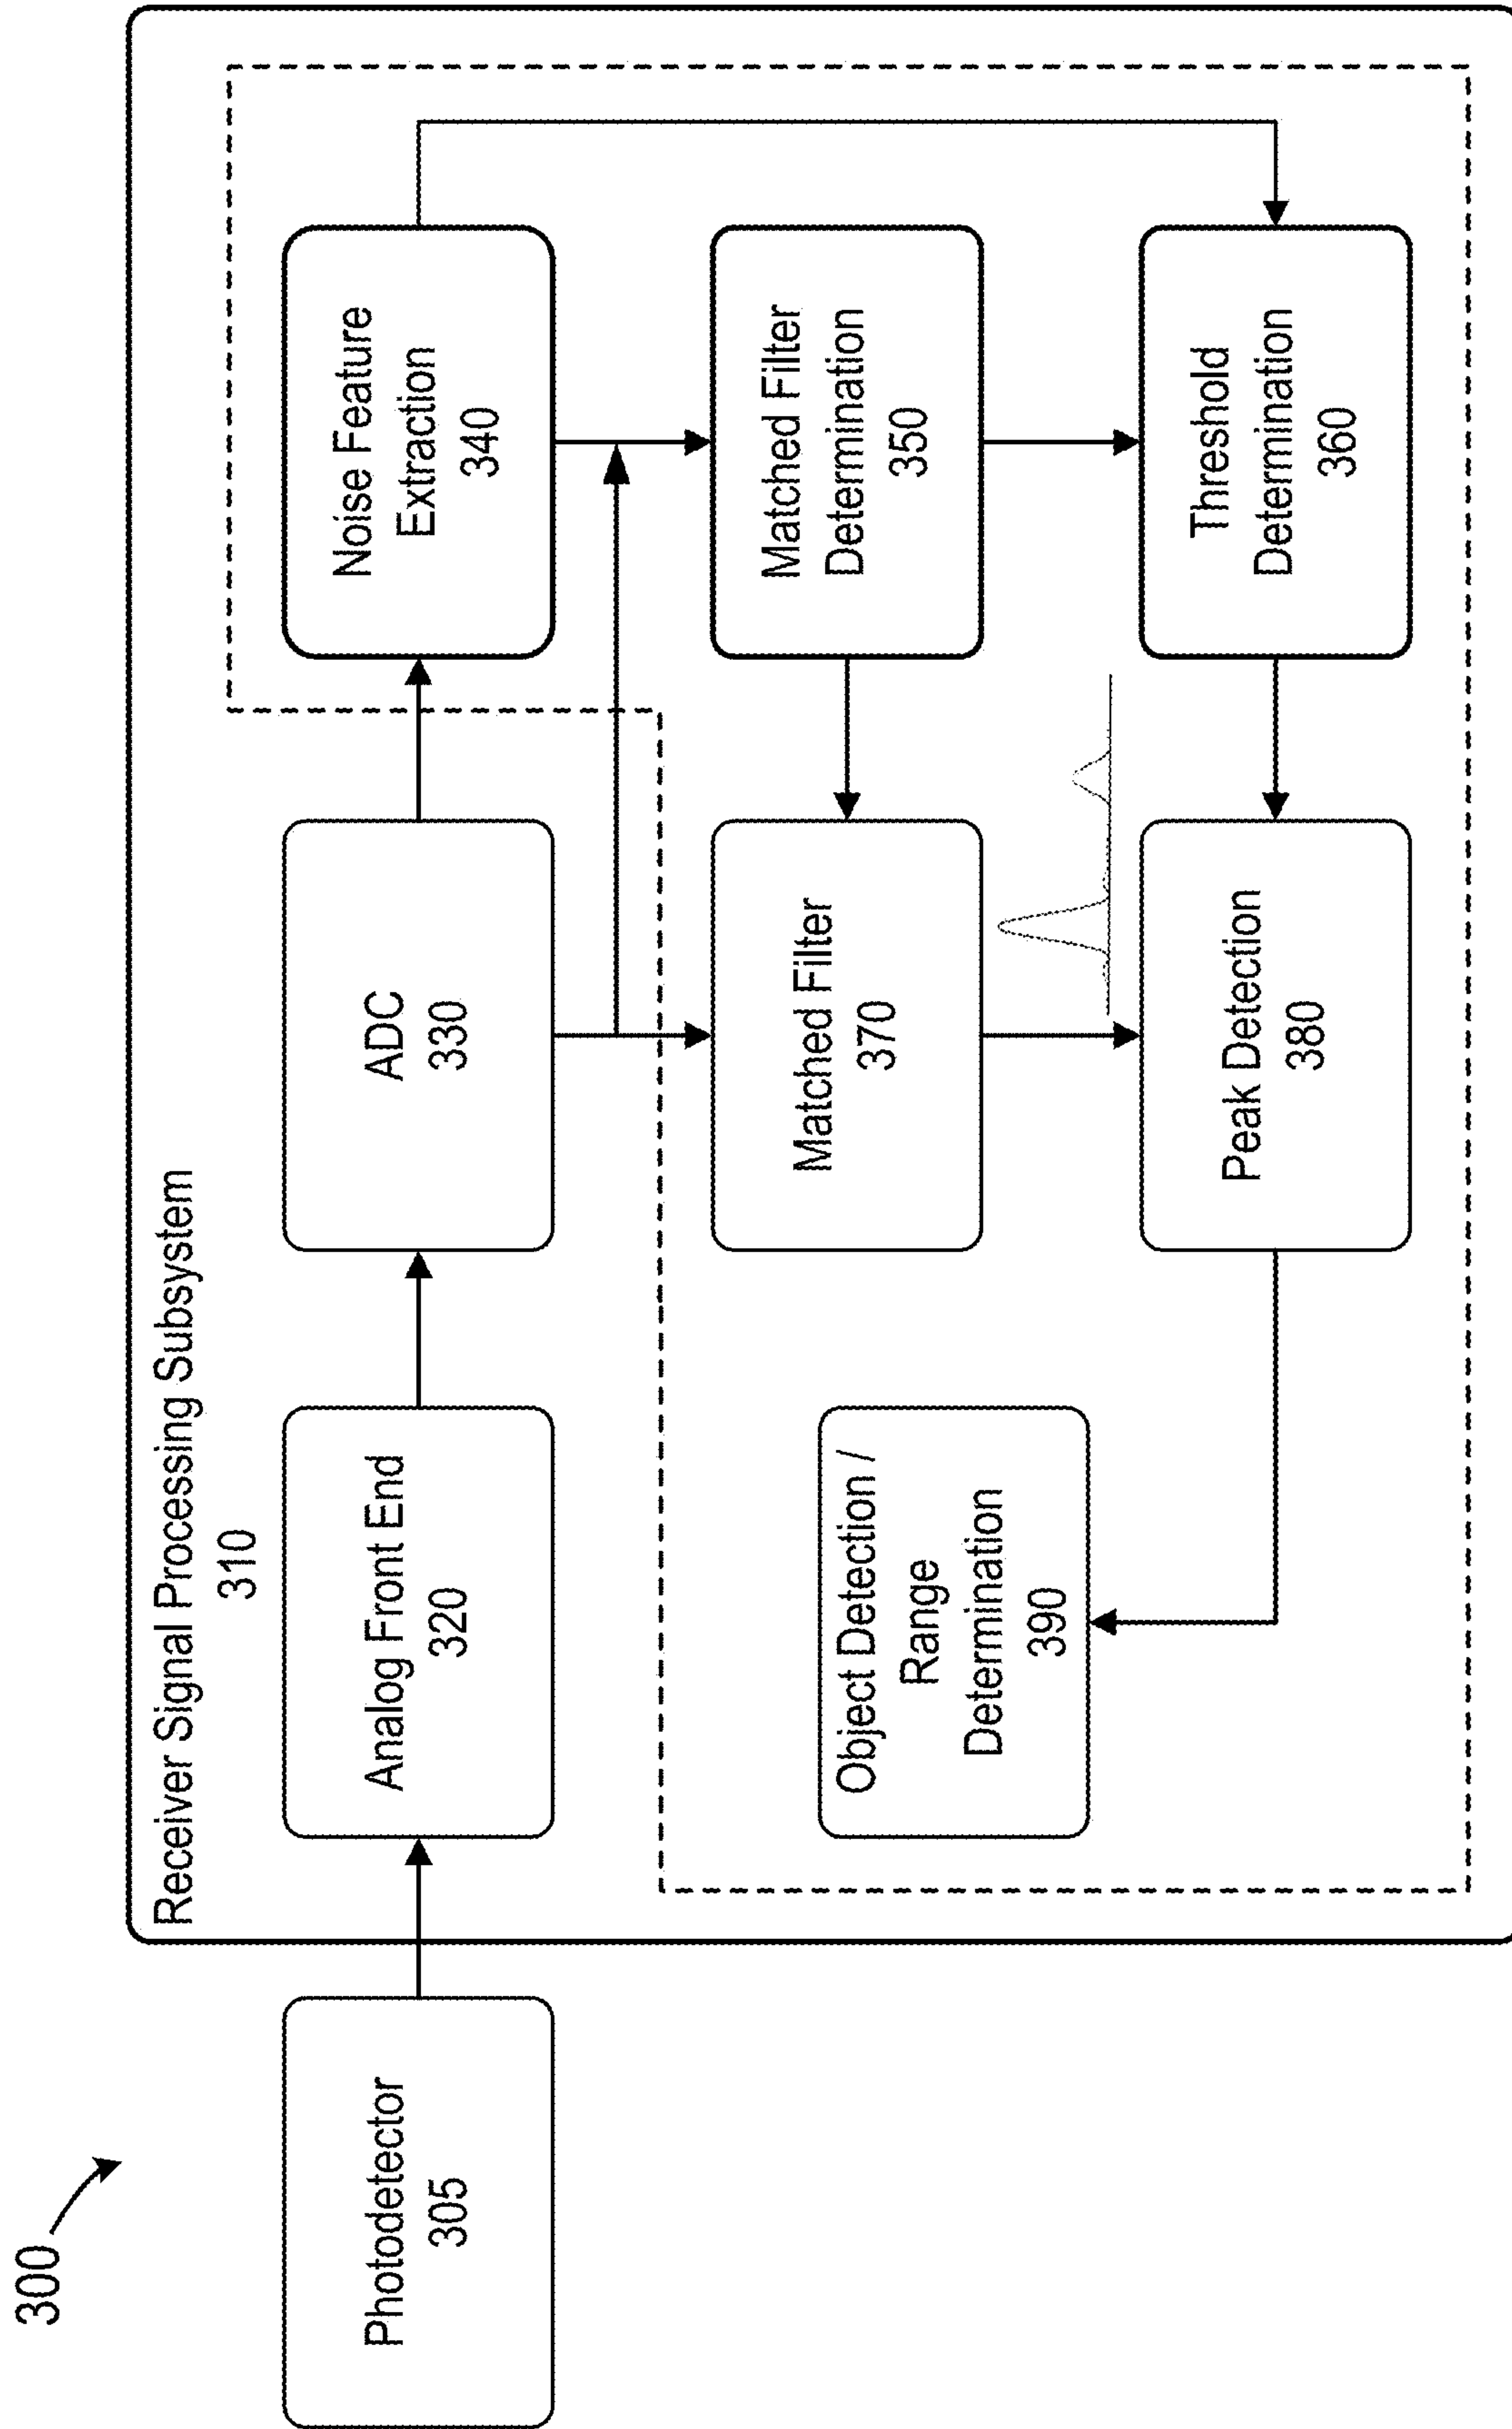 300
Receiver Signal Processing Subsystem
310
Photodetector
305
Analog Front End
320
ADC
330
Noise Feature
Extraction
340
Matched Filter
370
Matched Filter
Determination
350
Object Detection /
Range
Determination
390
Peak Detection
380
Threshold
Determination
360